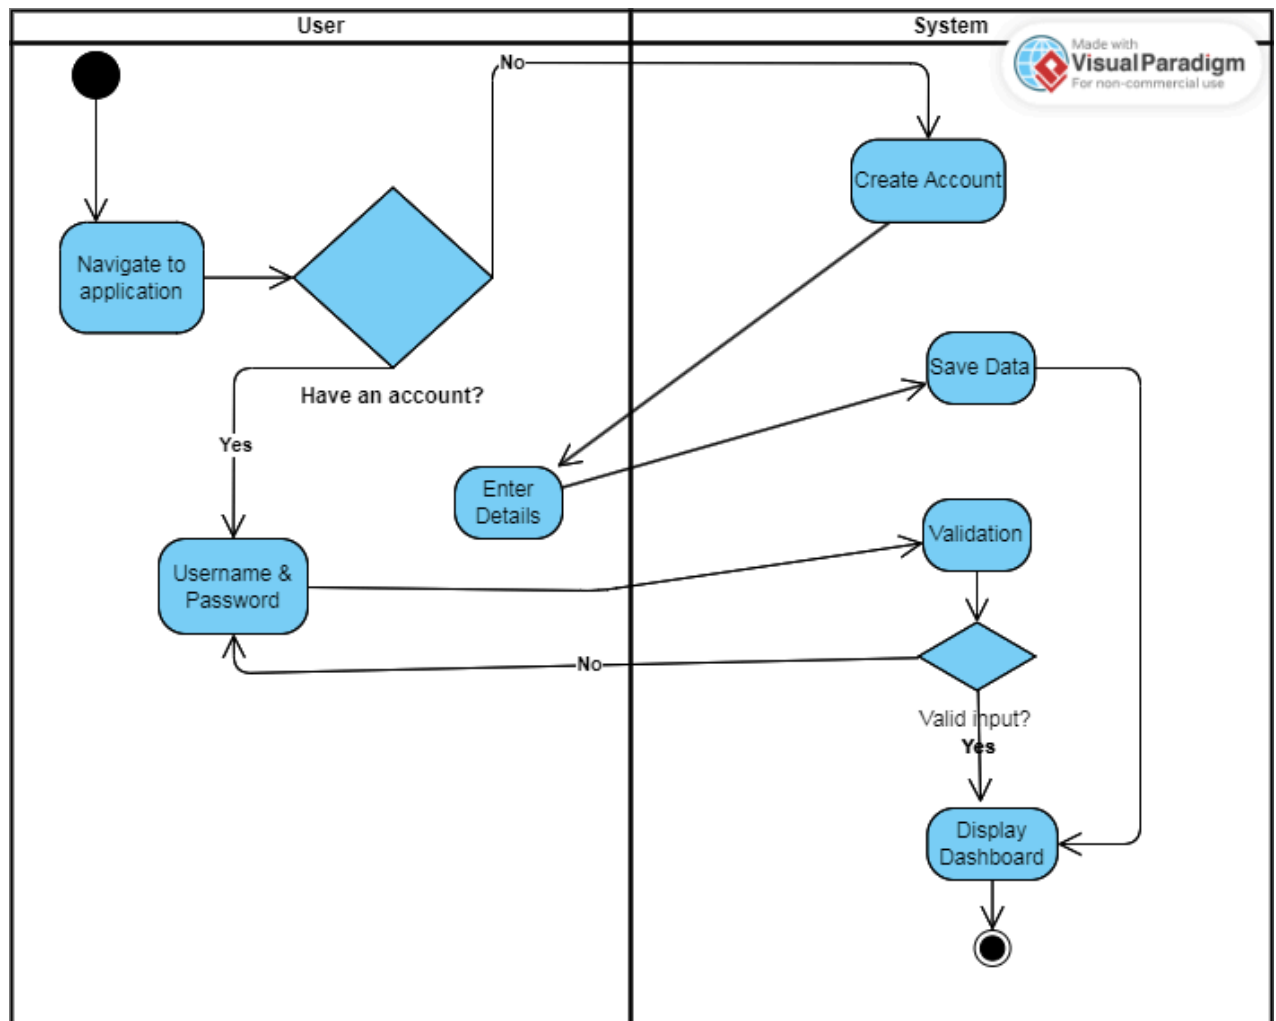 User
System
Made with
Visual Paradigm
For non-commercial use
No
Create Account
Navigate to
application
Have an account?
Save Data
Yes
Enter
Details
Validation
Username &
Password
No
Valid input?
Yes
Display
Dashboard